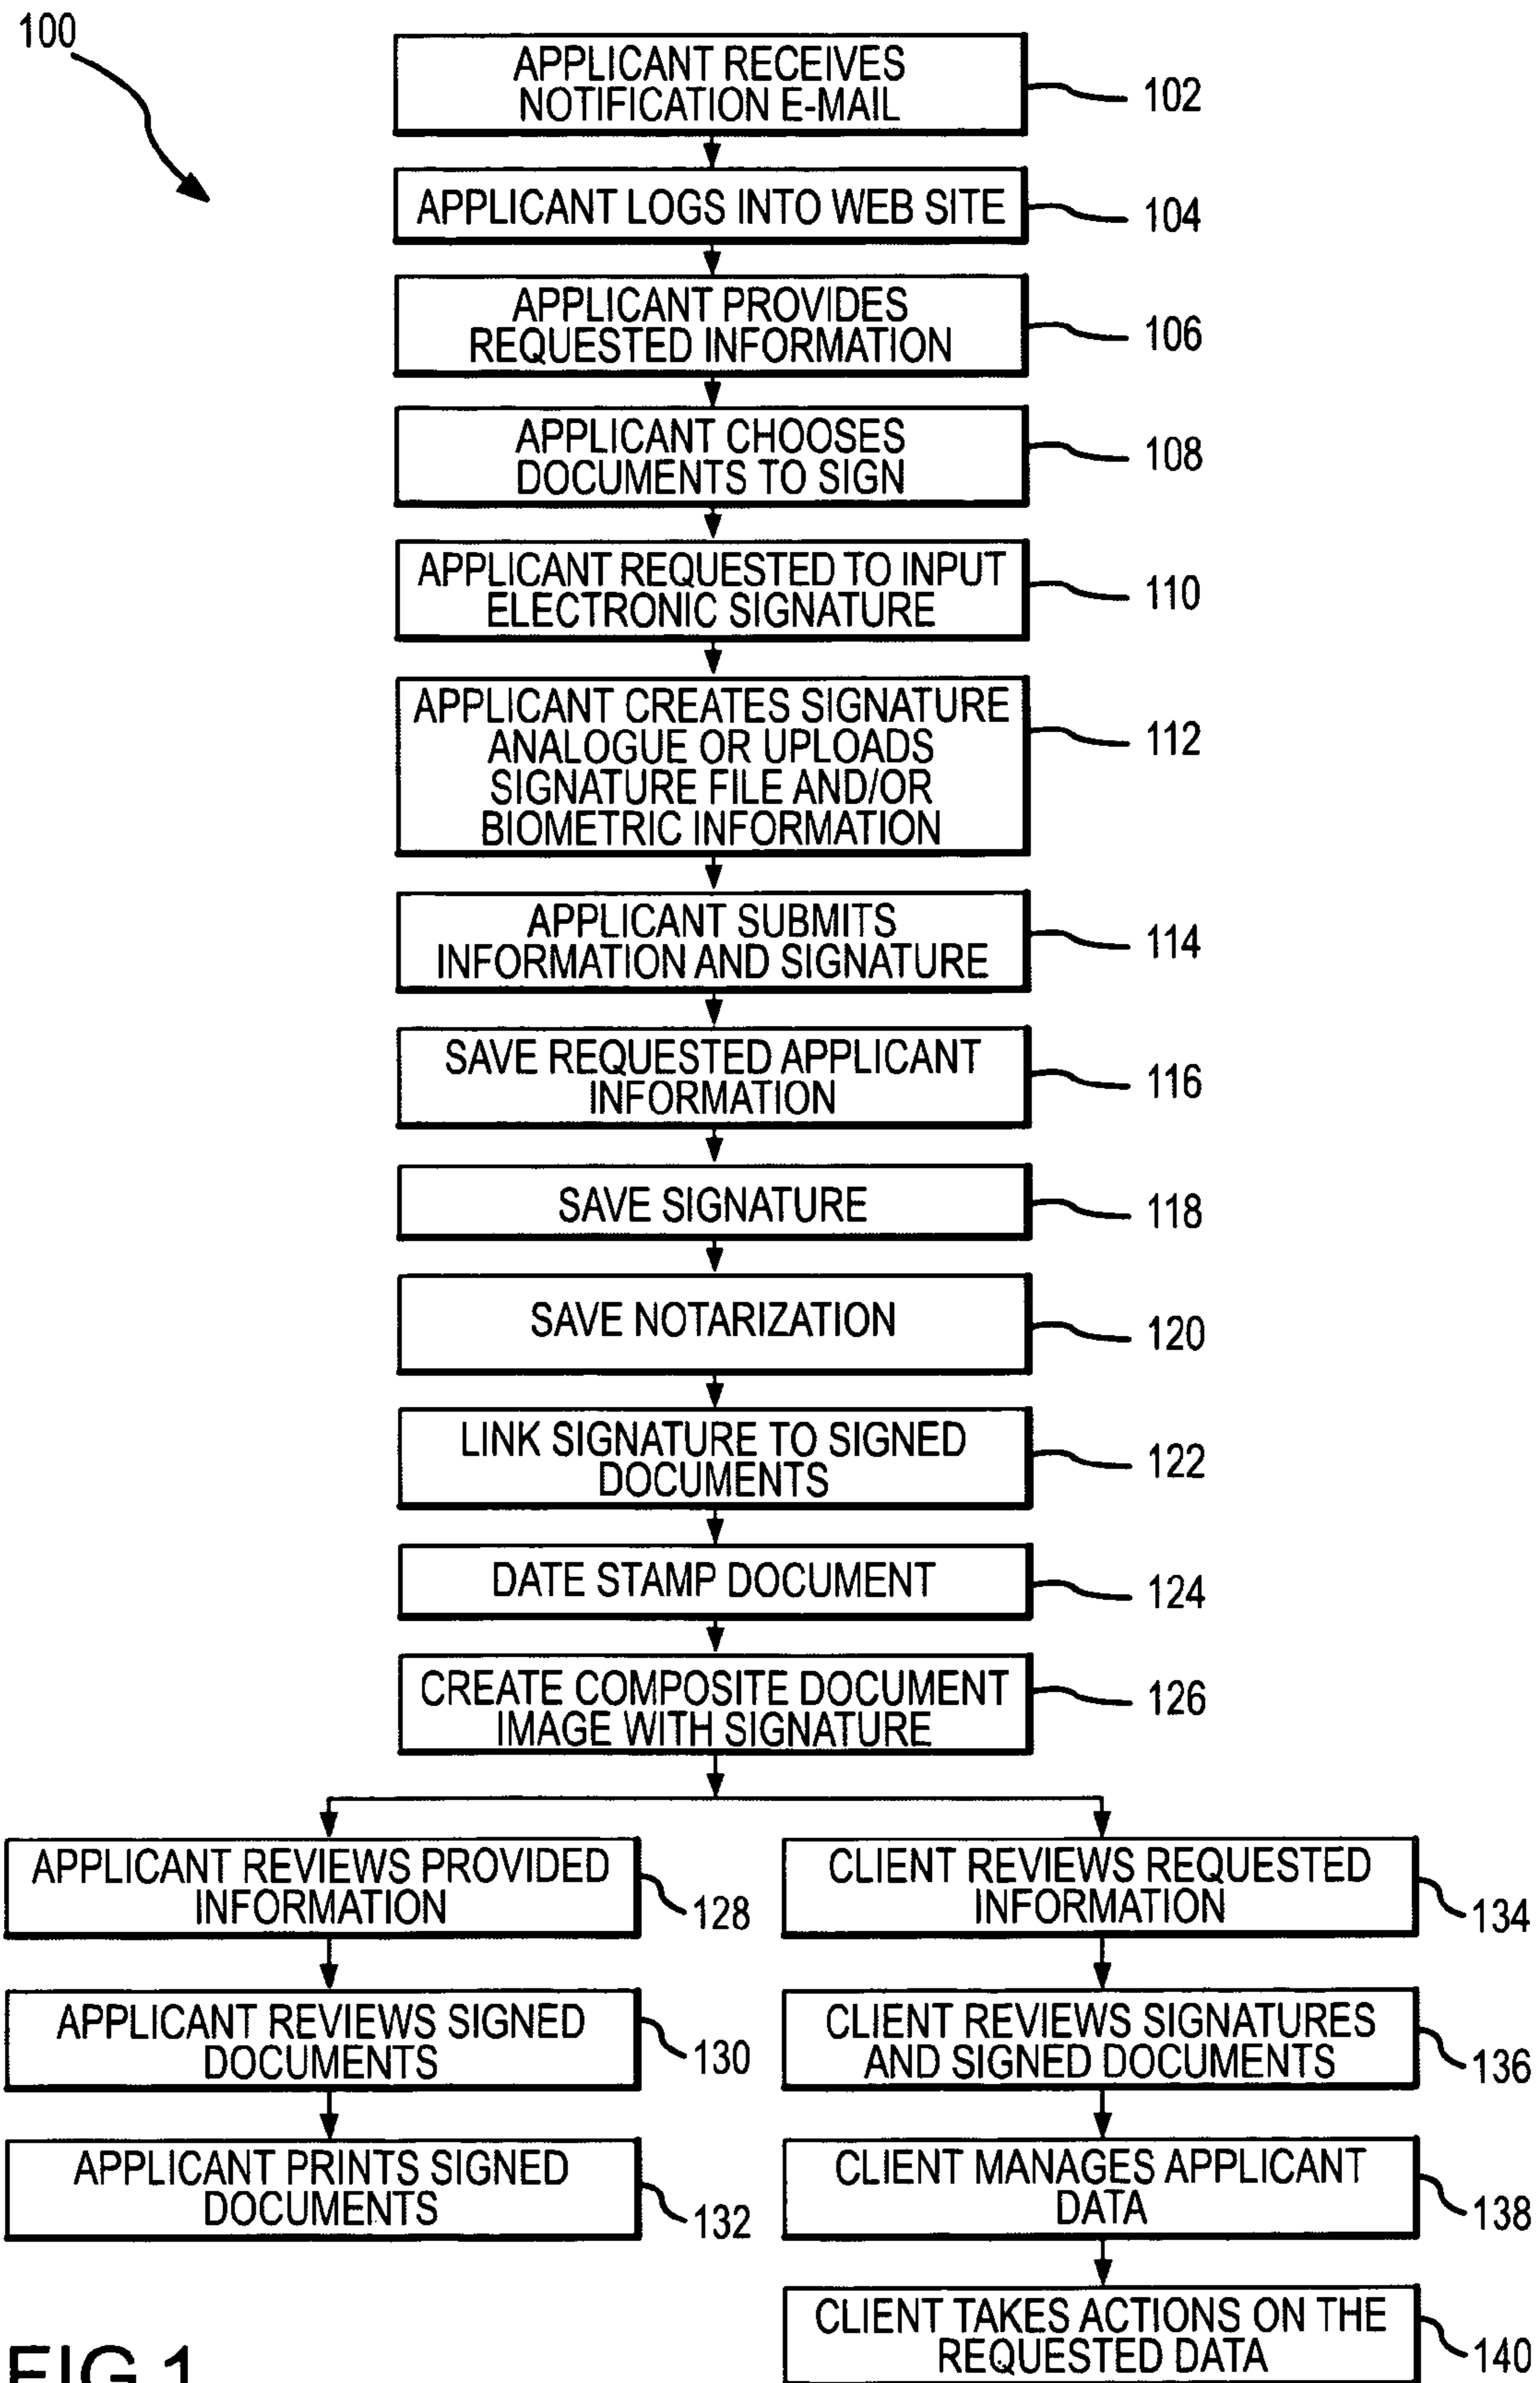 100
APPLICANT RECEIVES
NOTIFICATION E-MAIL
102
APPLICANT LOGS INTO WEB SITE
104
APPLICANT PROVIDES
REQUESTED INFORMATION
106
APPLICANT CHOOSES
DOCUMENTS TO SIGN
108
APPLICANT REQUESTED TO INPUT
ELECTRONIC SIGNATURE
110
APPLICANT CREATES SIGNATURE
ANALOGUE OR UPLOADS
SIGNATURE FILE AND/OR
BIOMETRIC INFORMATION
112
APPLICANT SUBMITS
INFORMATION AND SIGNATURE
114
SAVE REQUESTED APPLICANT
INFORMATION
116
SAVE SIGNATURE
118
SAVE NOTARIZATION
120
LINK SIGNATURE TO SIGNED
DOCUMENTS
122
DATE STAMP DOCUMENT
124
CREATE COMPOSITE DOCUMENT
IMAGE WITH SIGNATURE
126
APPLICANT REVIEWS PROVIDED
INFORMATION
128
APPLICANT REVIEWS SIGNED
DOCUMENTS
130
APPLICANT PRINTS SIGNED
DOCUMENTS
132
CLIENT REVIEWS REQUESTED
INFORMATION
134
CLIENT REVIEWS SIGNATURES
AND SIGNED DOCUMENTS
136
CLIENT MANAGES APPLICANT
DATA
138
CLIENT TAKES ACTIONS ON THE
REQUESTED DATA
140
FIG.1